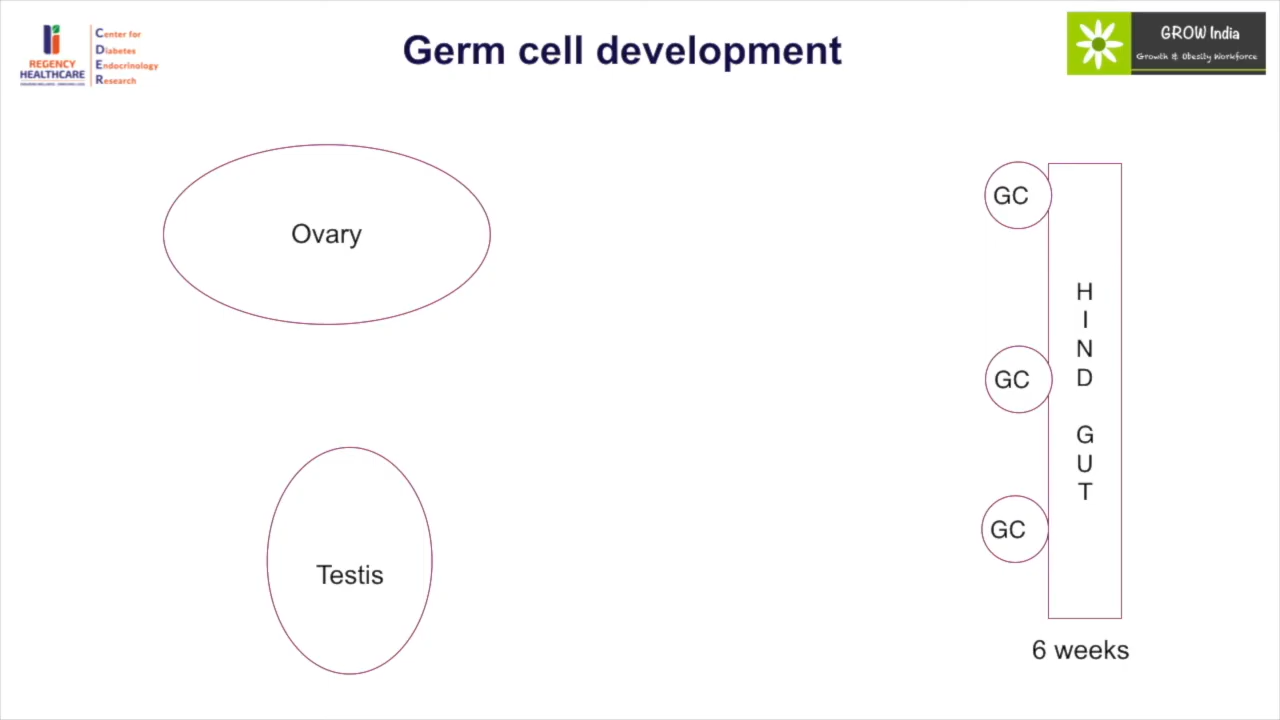 Germ cell development
REGENCY
HEALTHCARE
Center for
Diabetes
Endocrinology
Research
GROW India
Growth & Obesity Workforce
Ovary
Testis
GC
GC
GC
H
I
N
D
G
U
T
6 weeks